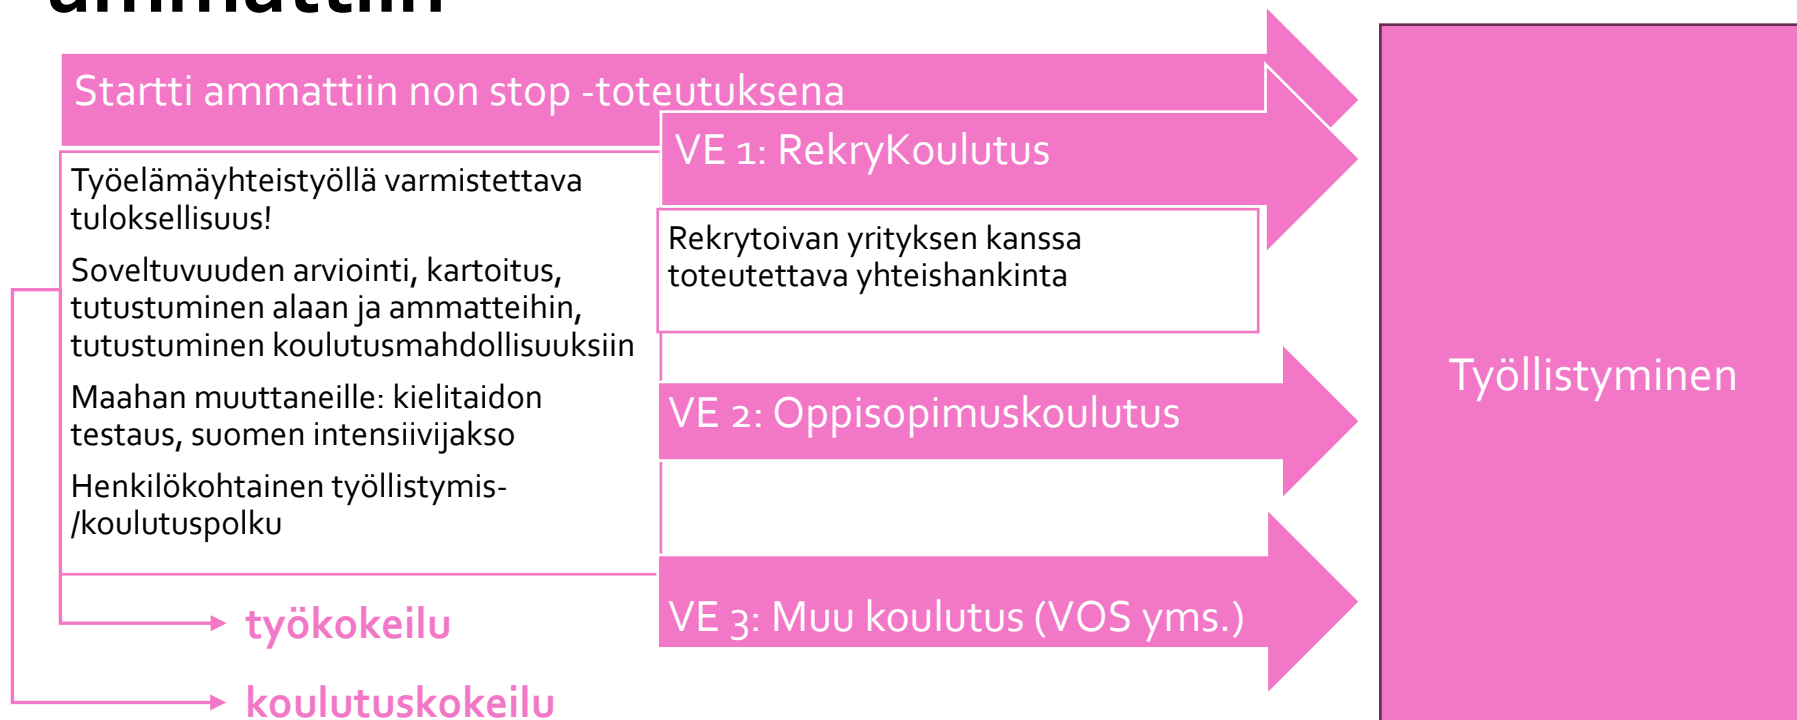 ammattiin
Startti ammattiin non stop -toteutuksena
Työelämäyhteistyöllä varmistettava
tuloksellisuus!
Soveltuvuuden arviointi, kartoitus,
tutustuminen alaan ja ammatteihin,
tutustuminen koulutusmahdollisuuksiin
Maahan muuttaneille: kielitaidon
testaus, suomen intensiivijakso
Henkilökohtainen työllistymis-
/koulutuspolku
työkokeilu
koulutuskokeilu
VE 1: RekryKoulutus
Rekrytoivan yrityksen kanssa
toteutettava yhteishankinta
VE 2: Oppisopimuskoulutus
VE 3: Muu koulutus (VOS yms.)
Työllistyminen